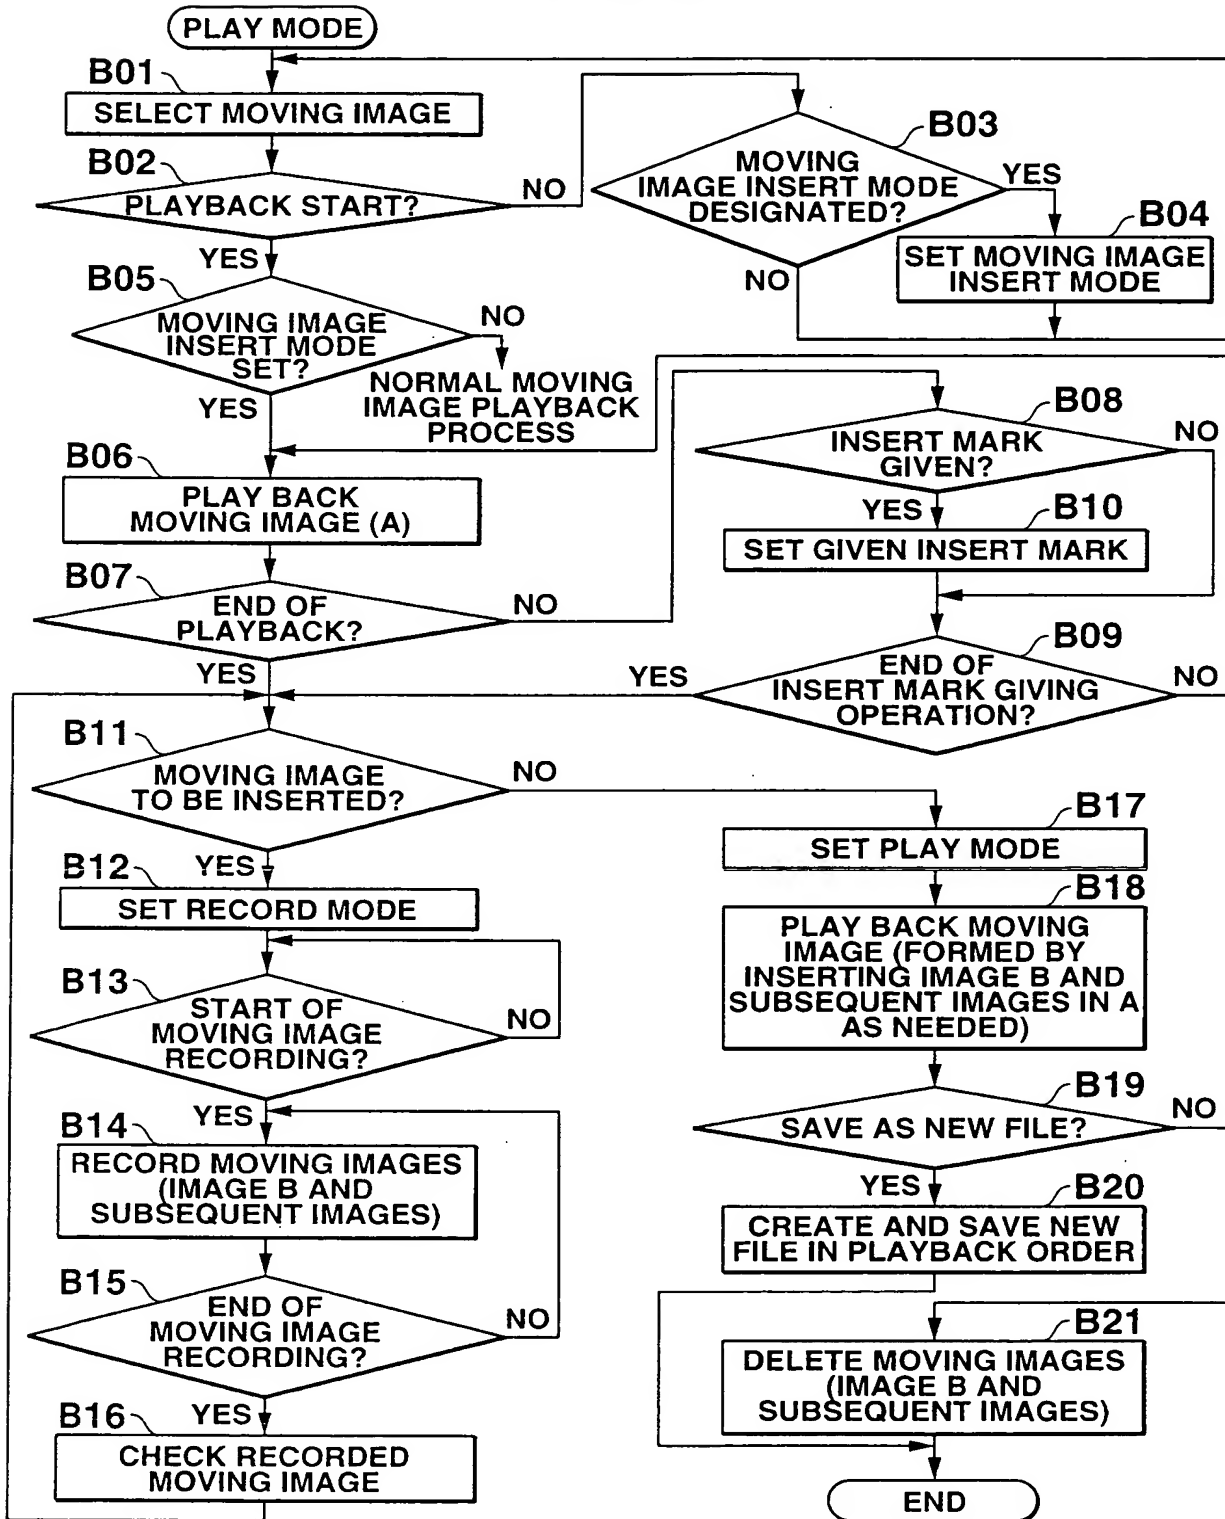 PLAY MODE
B01
SELECT MOVING IMAGE
B02
PLAYBACK START?
NO
YES
B03
MOVING
IMAGE INSERT MODE
DESIGNATED?
YES
NO
B04
SET MOVING IMAGE
INSERT MODE
B05
MOVING IMAGE
INSERT MODE
SET?
NO
YES
NORMAL MOVING
IMAGE PLAYBACK
PROCESS
B06
PLAY BACK
MOVING IMAGE (A)
B07
END OF
PLAYBACK?
NO
YES
B08
INSERT MARK
GIVEN?
NO
YES
B10
SET GIVEN INSERT MARK
B09
END OF
INSERT MARK GIVING
OPERATION?
YES
NO
B11
MOVING IMAGE
TO BE INSERTED?
NO
YES
B12
SET RECORD MODE
B13
START OF
MOVING IMAGE
RECORDING?
NO
YES
B14
RECORD MOVING IMAGES
(IMAGE B AND
SUBSEQUENT IMAGES)
B15
END OF
MOVING IMAGE
RECORDING?
NO
YES
B16
CHECK RECORDED
MOVING IMAGE
B17
SET PLAY MODE
B18
PLAY BACK MOVING
IMAGE (FORMED BY
INSERTING IMAGE B AND
SUBSEQUENT IMAGES IN A
AS NEEDED)
B19
SAVE AS NEW FILE?
NO
YES
B20
CREATE AND SAVE NEW
FILE IN PLAYBACK ORDER
B21
DELETE MOVING IMAGES
(IMAGE B AND
SUBSEQUENT IMAGES)
END